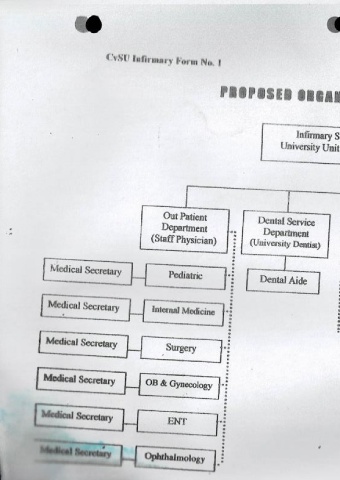 CvSU Infirmary Form No. 1
PROPOSED
Infirmary
University
Out Patient
Department
(Staff Physician)
Dental Service
Department
(University Dentist)
Medical Secretary
Pediatric
Dental Aide
Medical Secretary
Internal Medicine
Medical Secretary
Surgery
Medical Secretary
OB & Gynecology
Medical Secretary
ENT
Medical Secretary
Ophthalmology